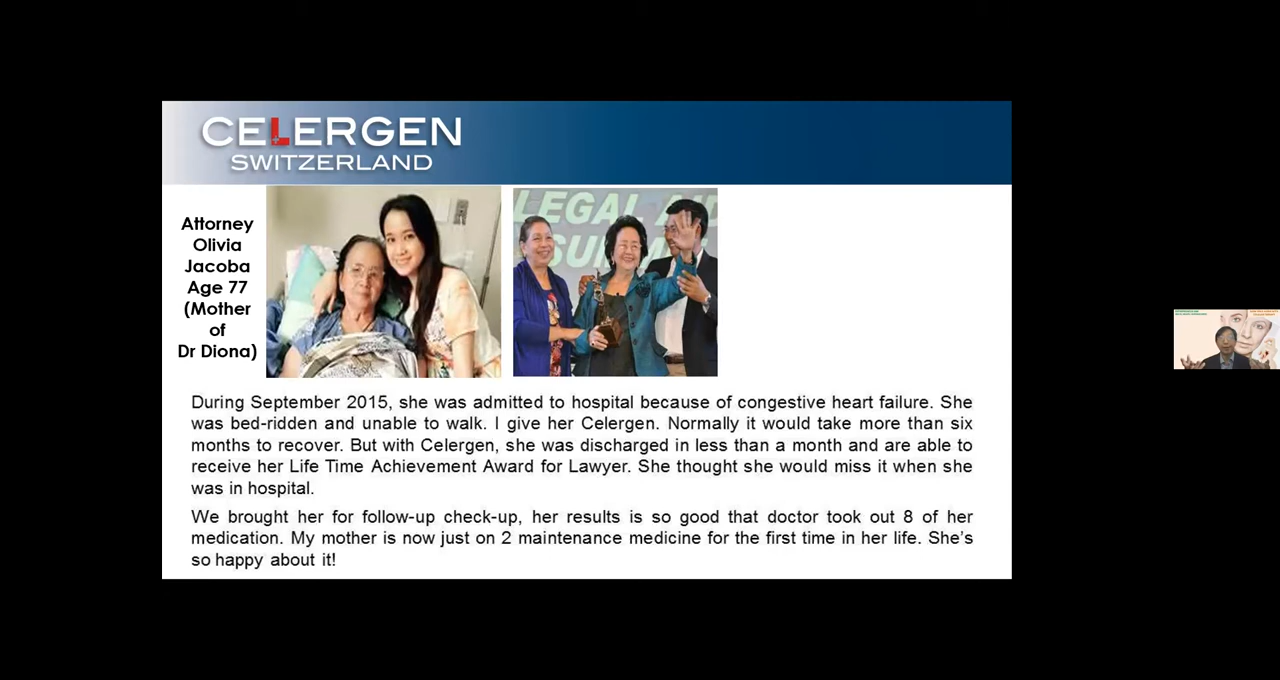 CELERGEN
SWITZERLAND
Attorney
Olivia
Jacoba
Age 77
(Mother
of
Dr Diona)
LEGAL AID
SUMM
During September 2015, she was admitted to hospital because of congestive heart failure. She
was bed-ridden and unable to walk. I give her Celergen. Normally it would take more than six
months to recover. But with Celergen, she was discharged in less than a month and are able to
receive her Life Time Achievement Award for Lawyer. She thought she would miss it when she
was in hospital.
We brought her for follow-up check-up, her results is so good that doctor took out 8 of her
medication. My mother is now just on 2 maintenance medicine for the first time in her life. She's
so happy about it!